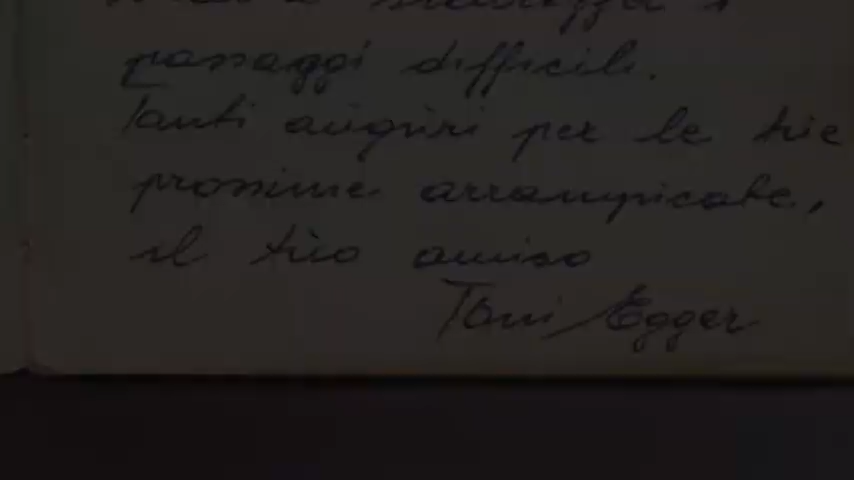 passaggi difficili.
Tanti auguri per le tue
prossime arrampicate,
il tuo amico
Toni Egger